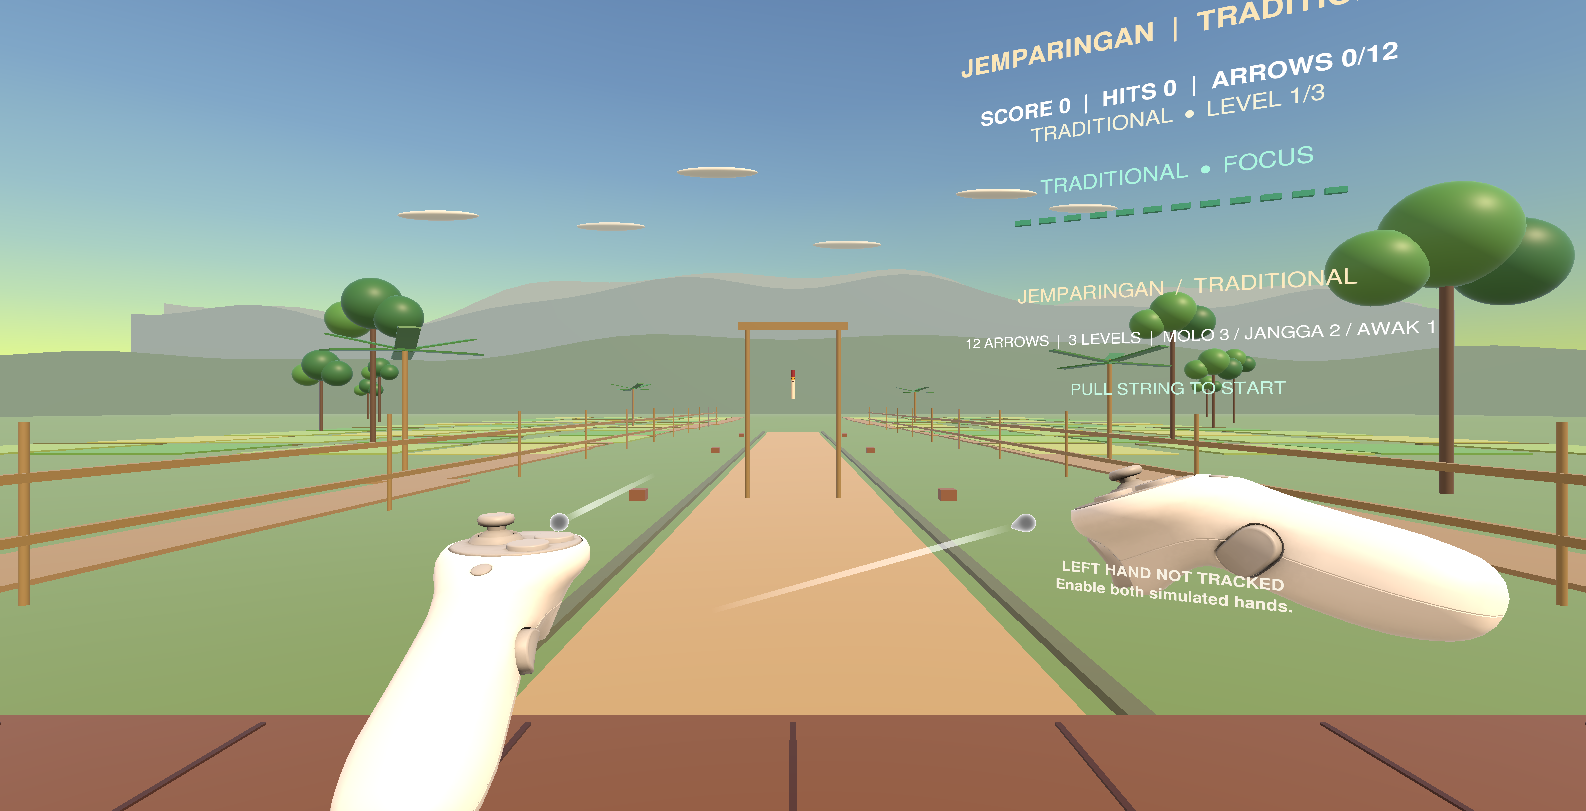 JEMPARINGAN | TRADITIO
SCORE 0 | HITS 0 | ARROWS 0/12
TRADITIONAL • LEVEL 1/3
TRADITIONAL • FOCUS
JEMPARINGAN / TRADITIONAL
12 ARROWS | 3 LEVELS | MOLO 3 / JANGGA 2 / AWAK 1
PULL STRING TO START
LEFT HAND NOT TRACKED
Enable both simulated hands.